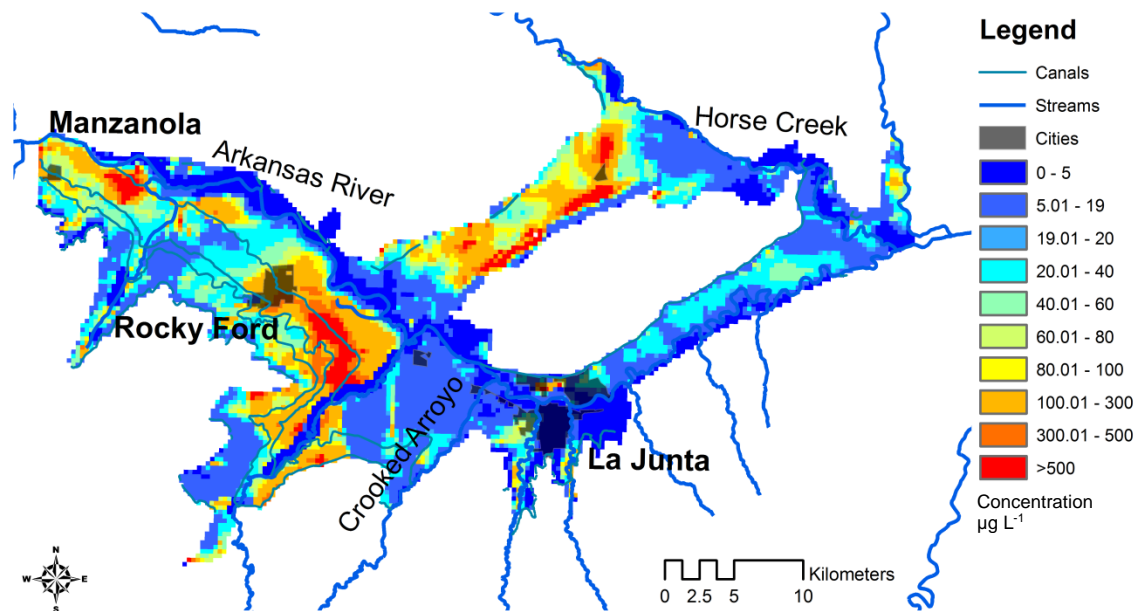 Manzanola
Arkansas River
Horse Creek
Rocky Ford
Crooked Arroyo
La Junta
Legend
Canals
Streams
Cities
0 - 5
5.01 - 19
19.01 - 20
20.01 - 40
40.01 - 60
60.01 - 80
80.01 - 100
100.01 - 300
300.01 - 500
>500
Concentration
µg L⁻¹
N
W E
S
Kilometers
0 2.5 5 10